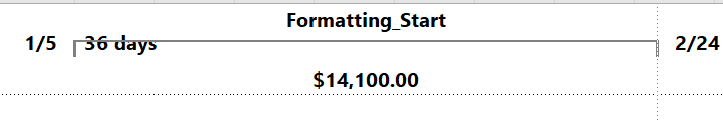 Formatting_Start
1/5 36 days 2/24
$14,100.00